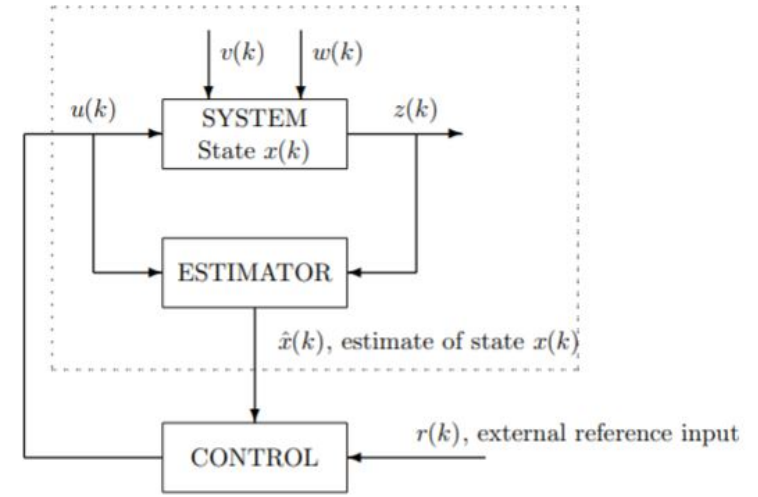 v(k)
w(k)
u(k)
SYSTEM
State x(k)
z(k)
ESTIMATOR
x̂(k), estimate of state x(k)
r(k), external reference input
CONTROL